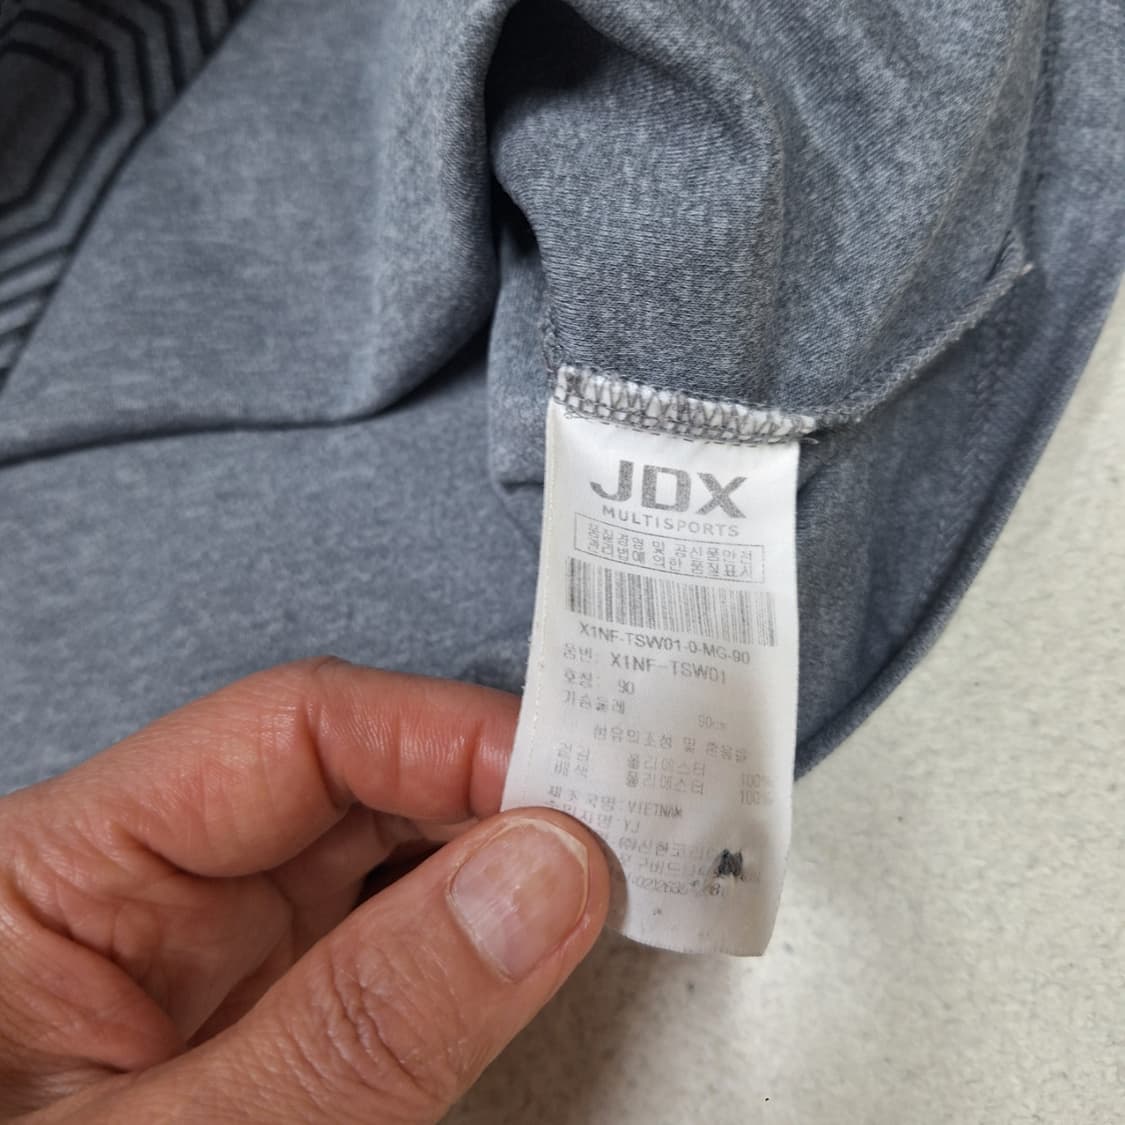 JDX
MULTISPORTS
품질경영 및 공산품안전
관리법에 의한 품질표시
X1NF-TSW01-0-MG-90
품번: X1NF-TSW01
호칭: 90
가슴둘레
90cm
섬유의조성 및 혼용율
겉감 폴리에스터 100%
배색 폴리에스터 100%
제조국명:VIETNAM
YJ